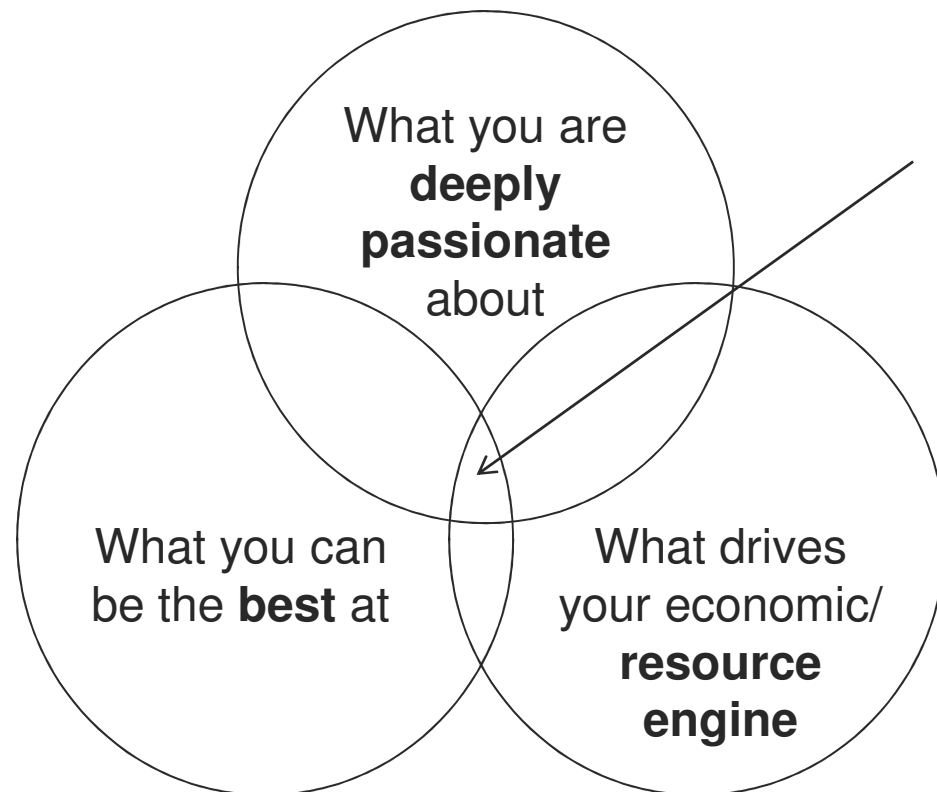 What you are
deeply
passionate
about
What you can
be the best at
What drives
your economic/
resource
engine